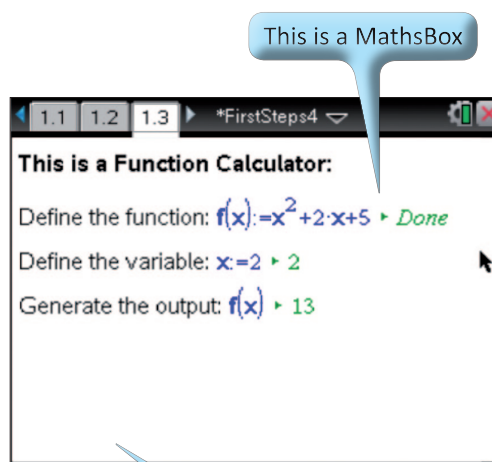 This is a MathsBox
1.1 1.2 1.3 *FirstSteps4
This is a Function Calculator:
Define the function: f(x):=x²+2·x+5 ▸ Done
Define the variable: x:=2 ▸ 2
Generate the output: f(x) ▸ 13